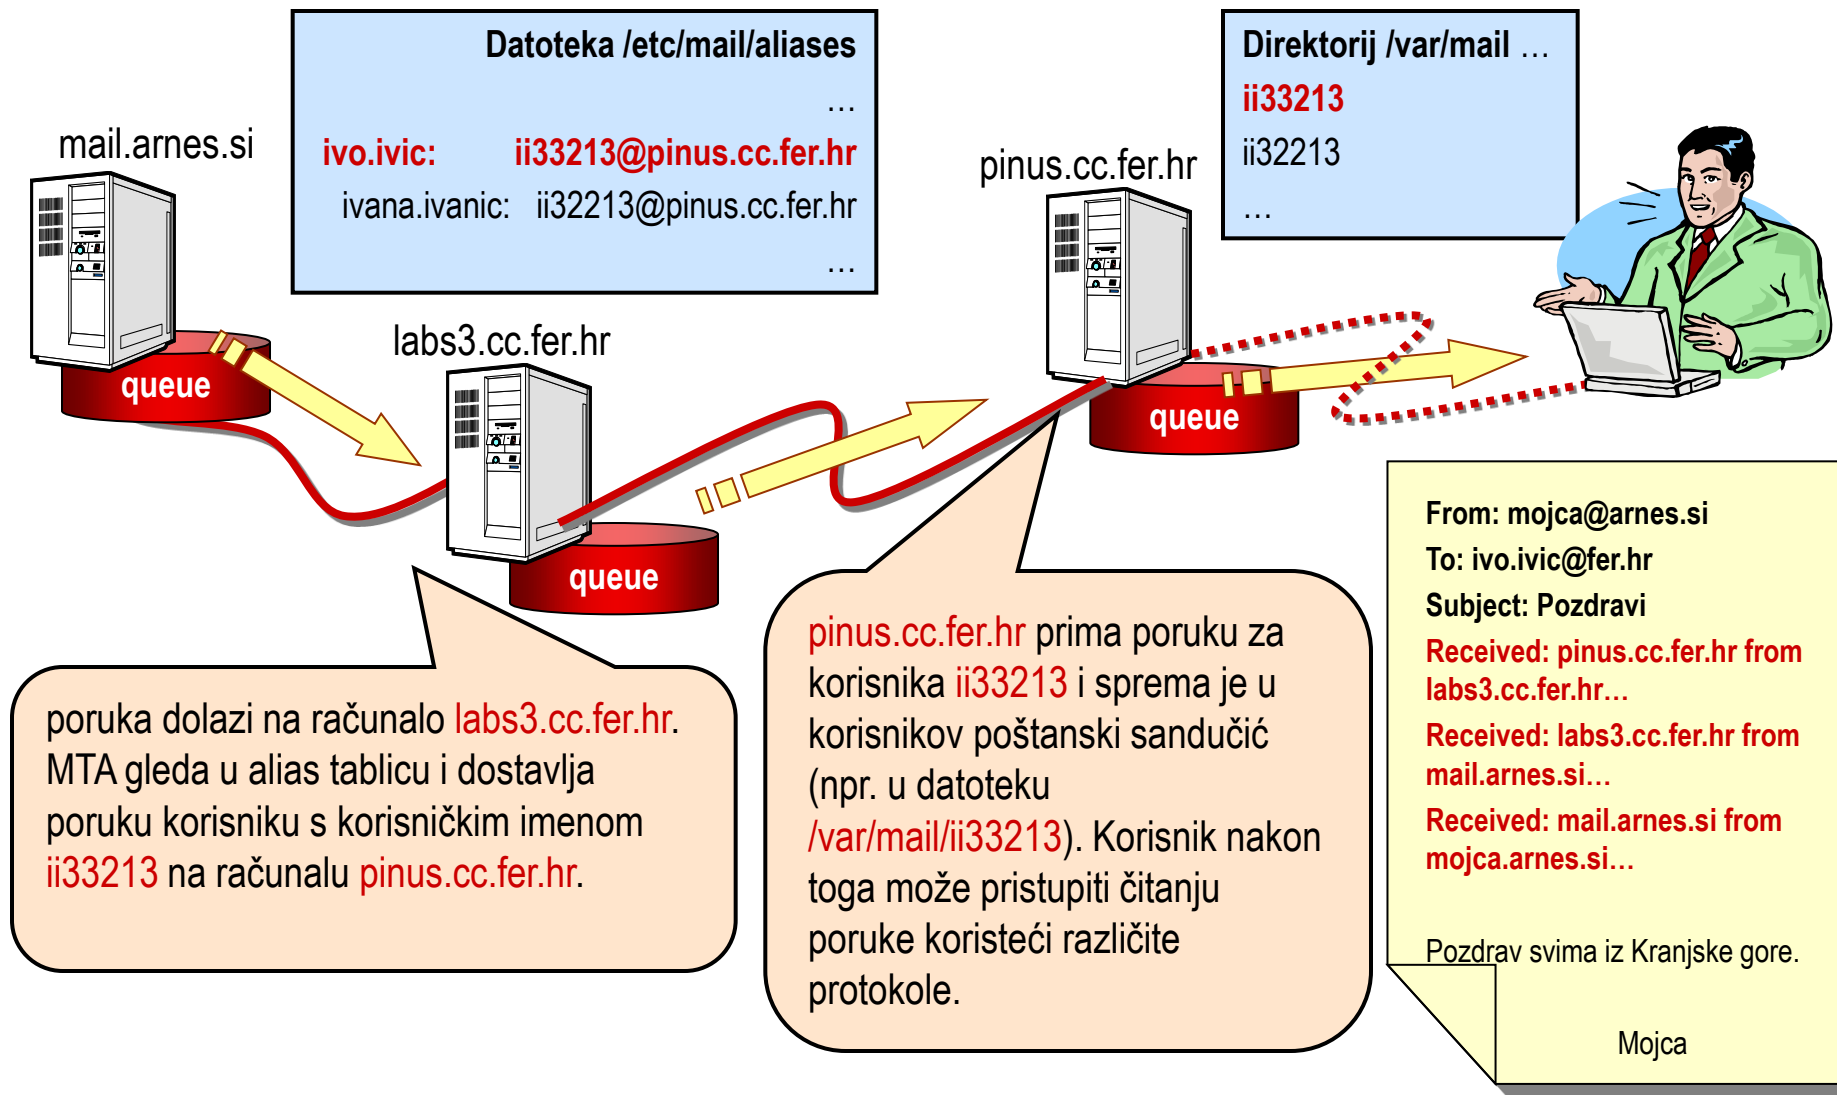 Datoteka /etc/mail/aliases
…
ivo.ivic: ii33213@pinus.cc.fer.hr
ivana.ivanic: ii32213@pinus.cc.fer.hr
…
Direktorij /var/mail …
ii33213
ii32213
…
mail.arnes.si
queue
labs3.cc.fer.hr
queue
pinus.cc.fer.hr
queue
poruka dolazi na računalo labs3.cc.fer.hr.
MTA gleda u alias tablicu i dostavlja
poruku korisniku s korisničkim imenom
ii33213 na računalu pinus.cc.fer.hr.
pinus.cc.fer.hr prima poruku za
korisnika ii33213 i sprema je u
korisnikov poštanski sandučić
(npr. u datoteku
/var/mail/ii33213). Korisnik nakon
toga može pristupiti čitanju
poruke koristeći različite
protokole.
From: mojca@arnes.si
To: ivo.ivic@fer.hr
Subject: Pozdravi
Received: pinus.cc.fer.hr from
labs3.cc.fer.hr…
Received: labs3.cc.fer.hr from
mail.arnes.si…
Received: mail.arnes.si from
mojca.arnes.si…
Pozdrav svima iz Kranjske gore.
Mojca